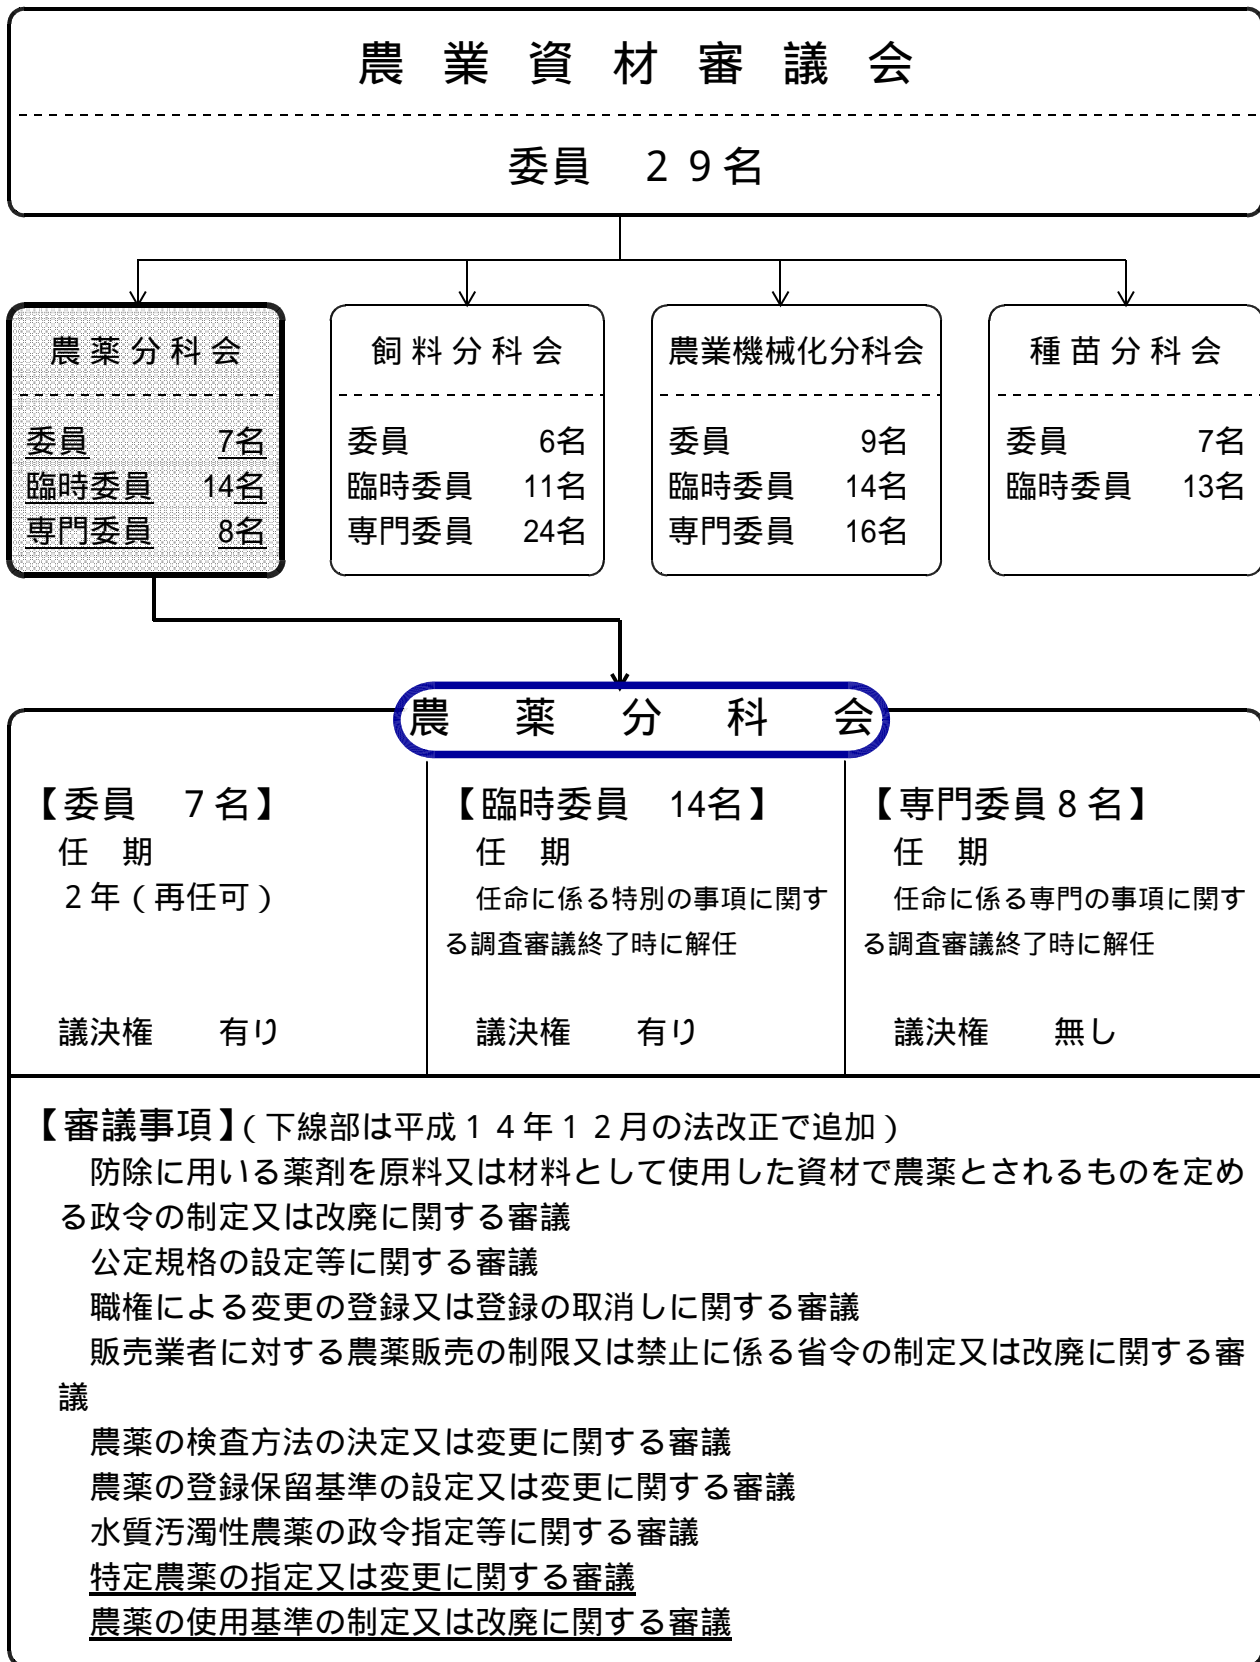 農業資材審議会
委員　２９名
農薬分科会
委員 7名
臨時委員 14名
専門委員 8名
飼料分科会
委員 6名
臨時委員 11名
専門委員 24名
農業機械化分科会
委員 9名
臨時委員 14名
専門委員 16名
種苗分科会
委員 7名
臨時委員 13名
農薬分科会
【委員　７名】
任　期
２年（再任可）
議決権　　有り
【臨時委員　14名】
任　期
任命に係る特別の事項に関す
る調査審議終了時に解任
議決権　　有り
【専門委員８名】
任　期
任命に係る専門の事項に関す
る調査審議終了時に解任
議決権　　無し
【審議事項】（下線部は平成１４年１２月の法改正で追加）
防除に用いる薬剤を原料又は材料として使用した資材で農薬とされるものを定め
る政令の制定又は改廃に関する審議
公定規格の設定等に関する審議
職権による変更の登録又は登録の取消しに関する審議
販売業者に対する農薬販売の制限又は禁止に係る省令の制定又は改廃に関する審
議
農薬の検査方法の決定又は変更に関する審議
農薬の登録保留基準の設定又は変更に関する審議
水質汚濁性農薬の政令指定等に関する審議
特定農薬の指定又は変更に関する審議
農薬の使用基準の制定又は改廃に関する審議